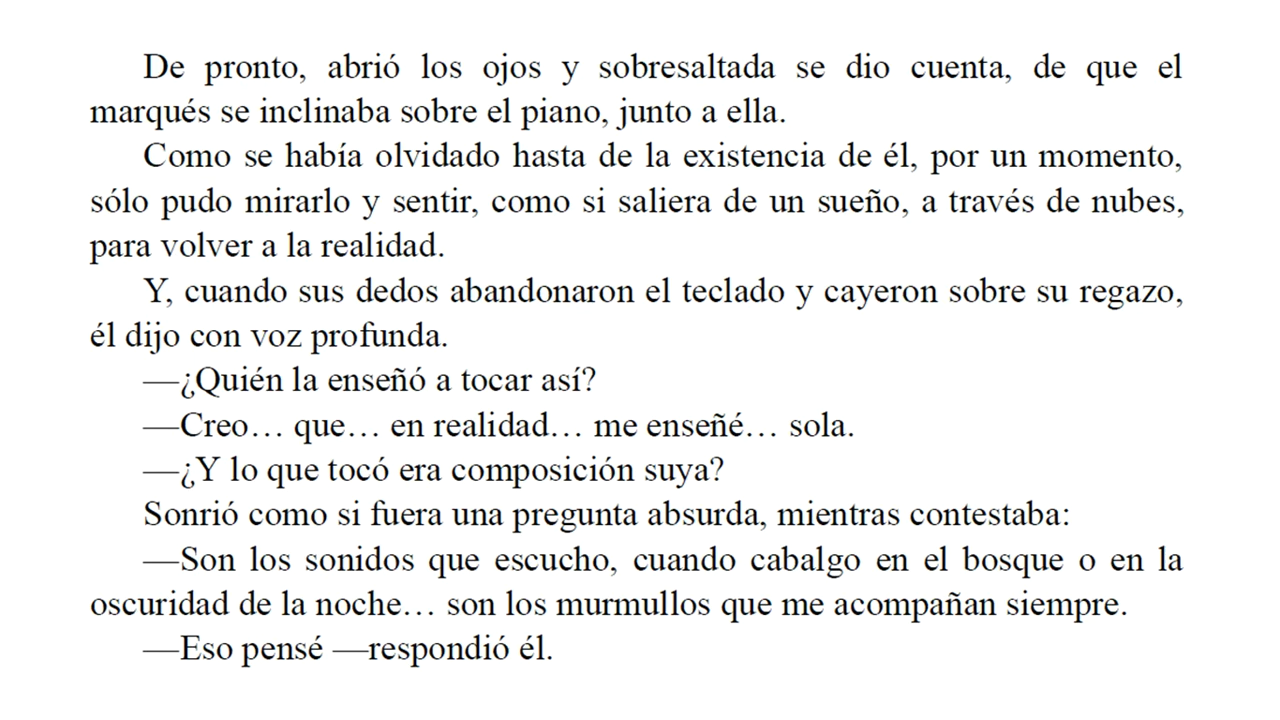 De pronto, abrió los ojos y sobresaltada se dio cuenta, de que el
marqués se inclinaba sobre el piano, junto a ella.
Como se había olvidado hasta de la existencia de él, por un momento,
sólo pudo mirarlo y sentir, como si saliera de un sueño, a través de nubes,
para volver a la realidad.
Y, cuando sus dedos abandonaron el teclado y cayeron sobre su regazo,
él dijo con voz profunda.
—¿Quién la enseñó a tocar así?
—Creo… que… en realidad… me enseñé… sola.
—¿Y lo que tocó era composición suya?
Sonrió como si fuera una pregunta absurda, mientras contestaba:
—Son los sonidos que escucho, cuando cabalgo en el bosque o en la
oscuridad de la noche… son los murmullos que me acompañan siempre.
—Eso pensé —respondió él.